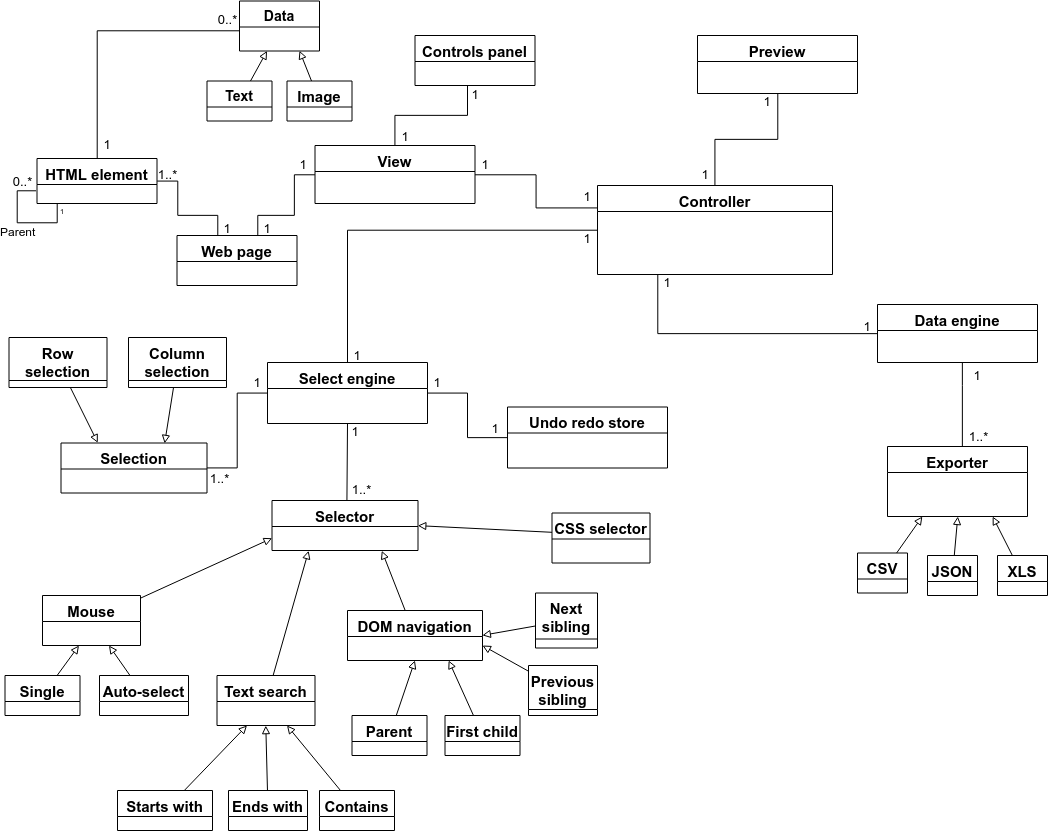 Data
0..*
Controls panel
Preview
Text
Image
1
1
1
1
View
HTML element
1..*
1
1
1
0..*
1
1
Controller
Parent
1
1
Web page
1
1
Data engine
1
Row
selection
Column
selection
1
Select engine
1
1
1
Undo redo store
1
1
1..*
Selection
1..*
Exporter
1..*
Selector
CSS selector
CSV
JSON
XLS
Mouse
DOM navigation
Next
sibling
Single
Auto-select
Text search
Previous
sibling
Parent
First child
Starts with
Ends with
Contains